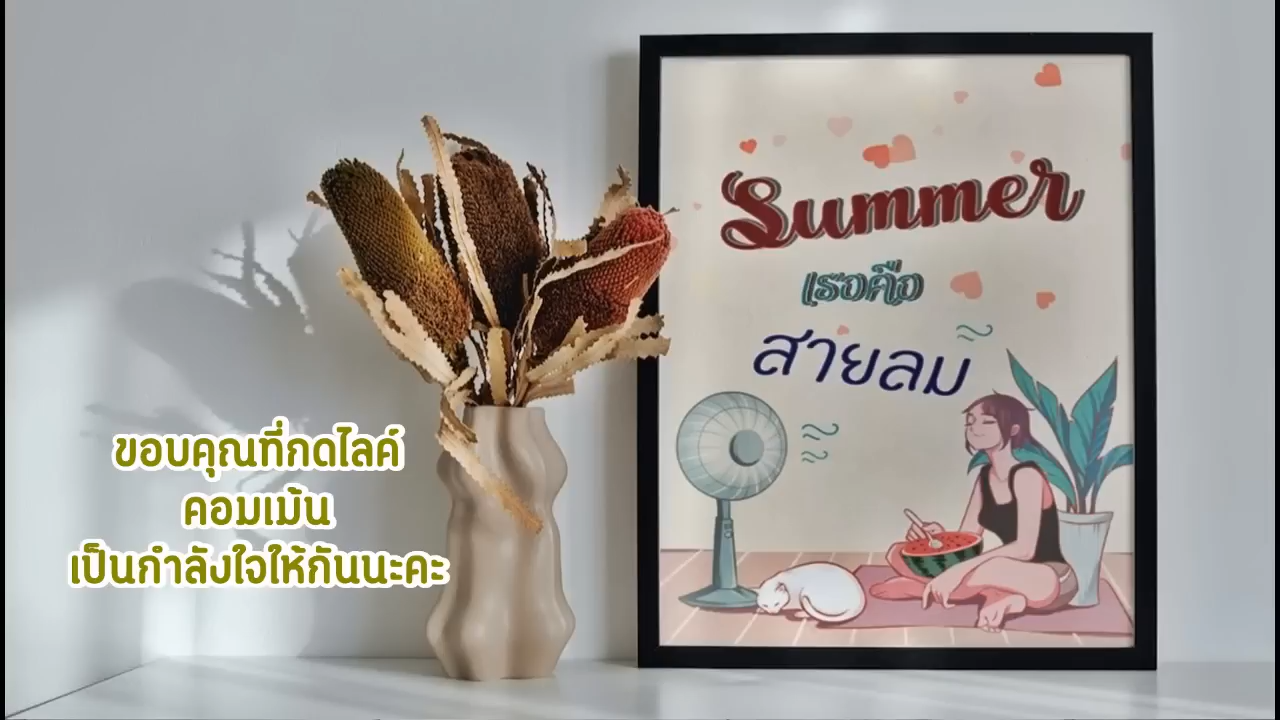 ขอบคุณที่กดไลค์
คอมเม้น
เป็นกำลังใจให้กันนะคะ
Summer
เธอคือ
สายลม